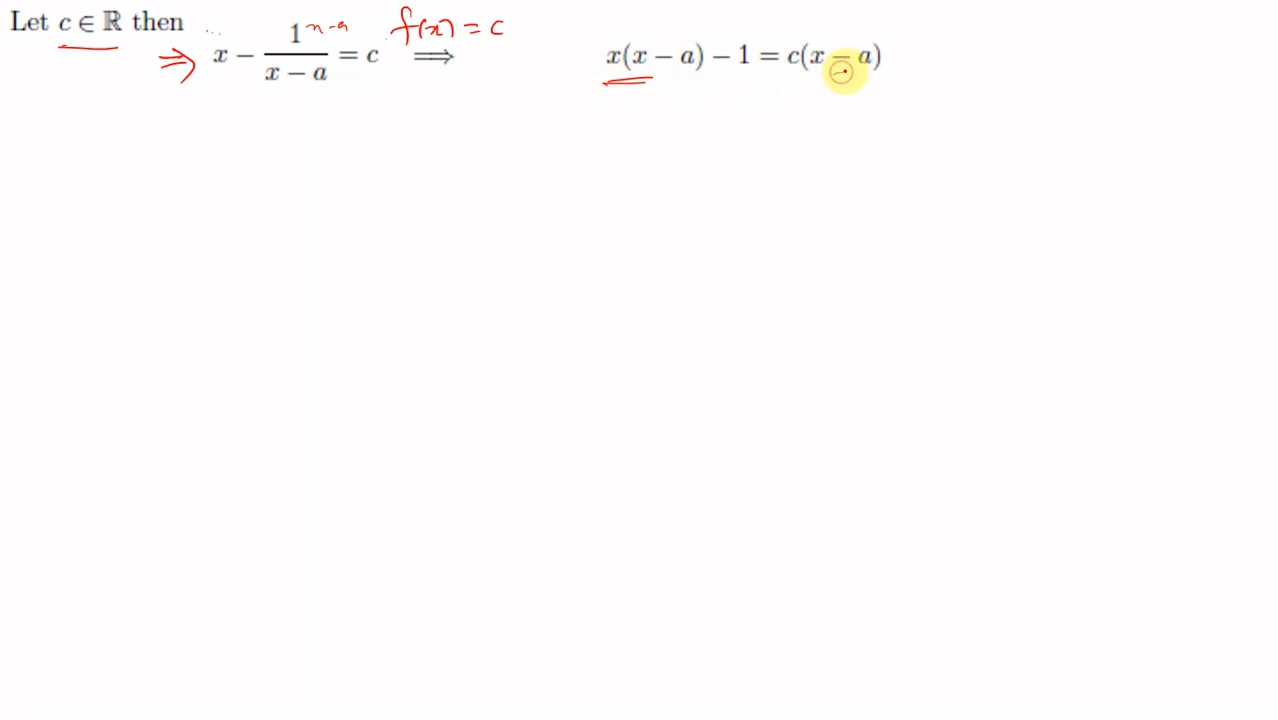 Let c ∈ ℝ then
x − 1/(x − a) = c ⟹ x(x − a) − 1 = c(x − a)
⇒ x−a f(x) = c